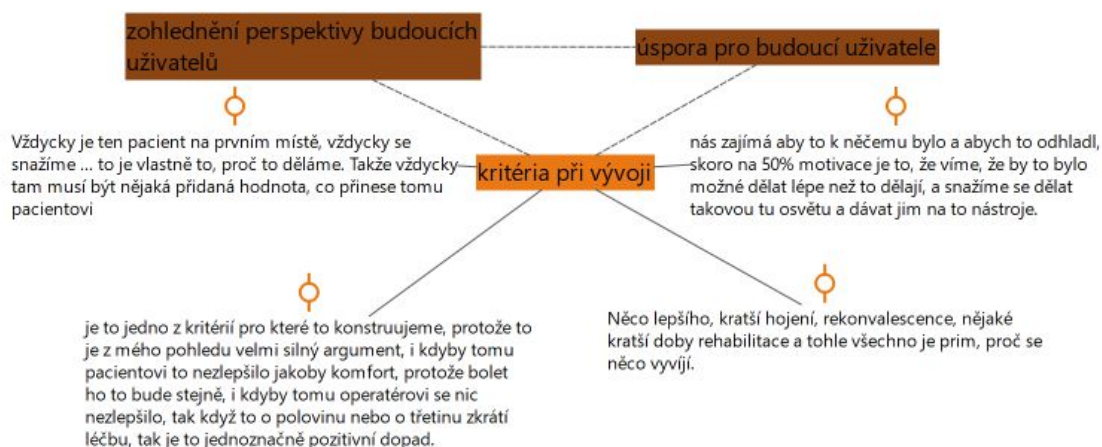 zohlednění perspektivy budoucích
uživatelů
úspora pro budoucí uživatele
Vždycky je ten pacient na prvním místě, vždycky se
snažíme ... to je vlastně to, proč to děláme. Takže vždycky
tam musí být nějaká přidaná hodnota, co přinese tomu
pacientovi
kritéria při vývoji
nás zajímá aby to k něčemu bylo a abych to odhladl,
skoro na 50% motivace je to, že víme, že by to bylo
možné dělat lépe než to dělají, a snažíme se dělat
takovou tu osvětu a dávat jim na to nástroje.
je to jedno z kritérií pro které to konstruujeme, protože to
je z mého pohledu velmi silný argument, i kdyby tomu
pacientovi to nezlepšilo jakoby komfort, protože bolet
ho to bude stejně, i kdyby tomu operatérovi se nic
nezlepšilo, tak když to o polovinu nebo o třetinu zkrátí
léčbu, tak je to jednoznačně pozitivní dopad.
Něco lepšího, kratší hojení, rekonvalescence, nějaké
kratší doby rehabilitace a tohle všechno je prim, proč se
něco vyvíjí.